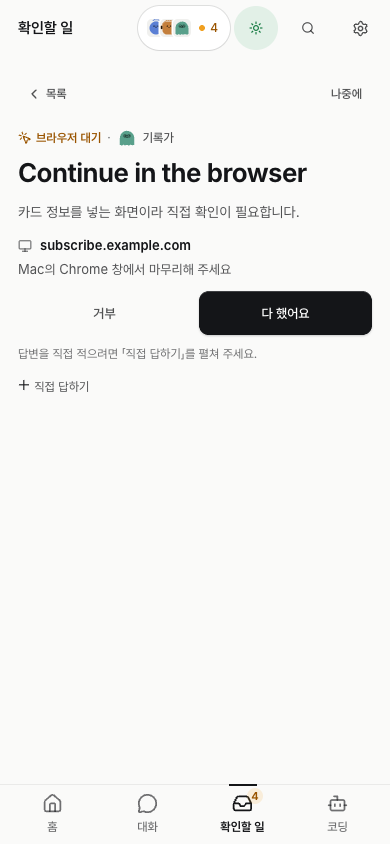 확인할 일
4
목록
나중에
브라우저 대기 · 기록가
Continue in the browser
카드 정보를 넣는 화면이라 직접 확인이 필요합니다.
subscribe.example.com
Mac의 Chrome 창에서 마무리해 주세요
거부
다 했어요
답변을 직접 적으려면 「직접 답하기」를 펼쳐 주세요.
+ 직접 답하기
4
홈
대화
확인할 일
코딩